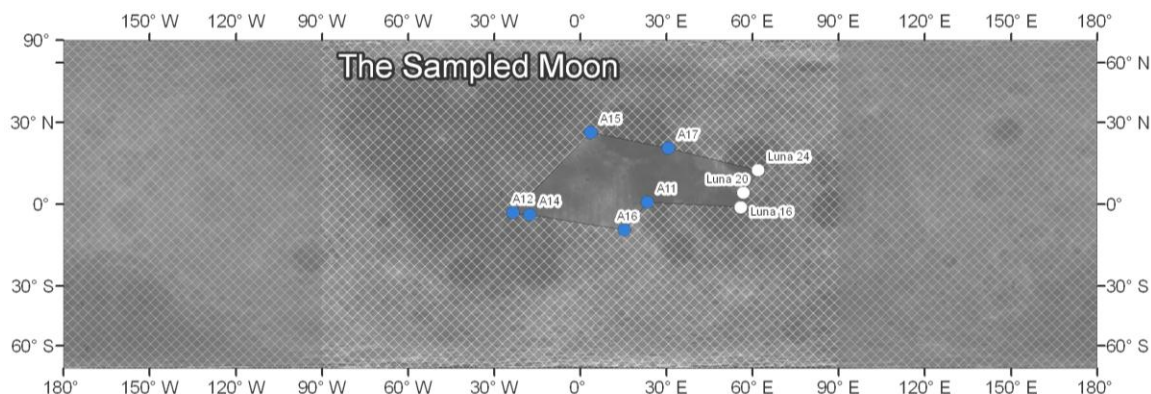 150° W 120° W 90° W 60° W 30° W 0° 30° E 60° E 90° E 120° E 150° E 180°
90°
60° N
The Sampled Moon
30° N
30° N
A15
A17
Luna 24
Luna 20
A11
A12
A14
0°
0°
A16
Luna 16
30° S
30° S
60° S
60° S
180° 150° W 120° W 90° W 60° W 30° W 0° 30° E 60° E 90° E 120° E 150° E 180°